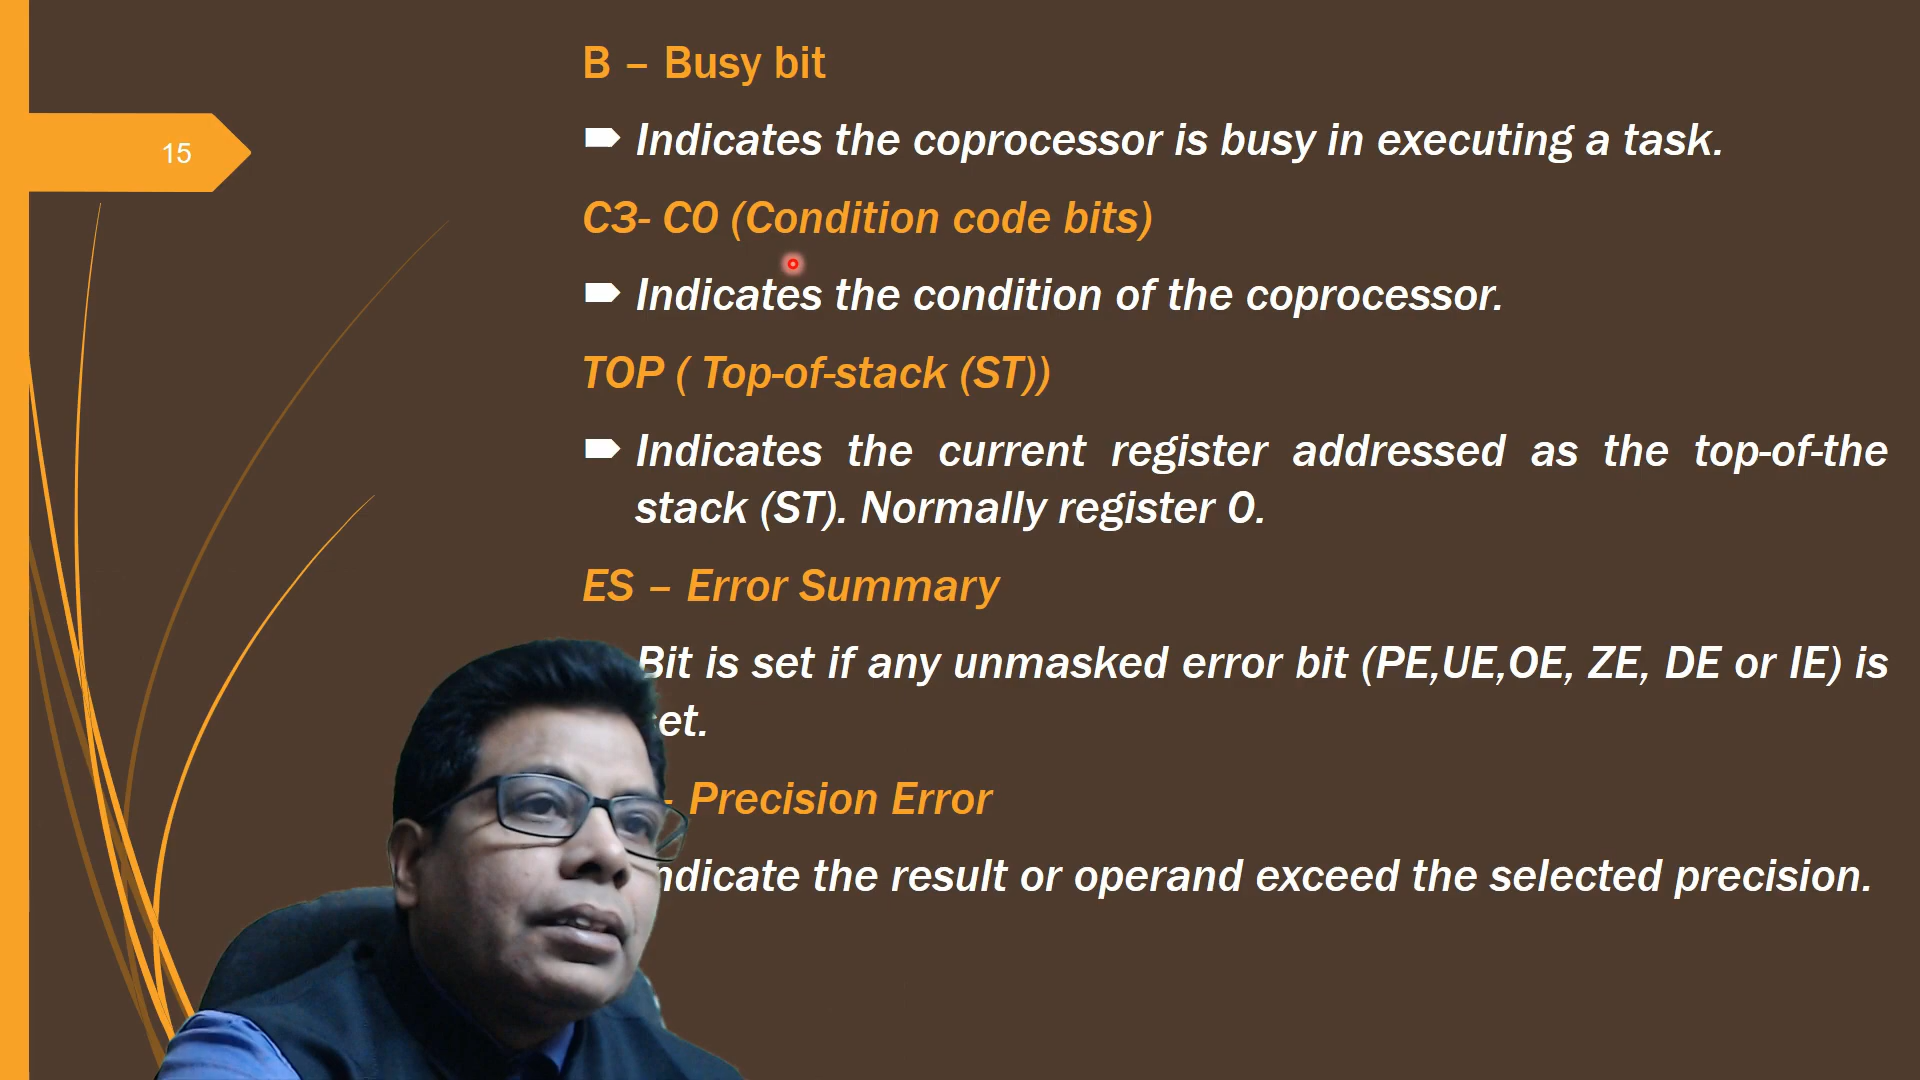 15
B – Busy bit
Indicates the coprocessor is busy in executing a task.
C3- C0 (Condition code bits)
Indicates the condition of the coprocessor.
TOP ( Top-of-stack (ST))
Indicates the current register addressed as the top-of-the
stack (ST). Normally register 0.
ES – Error Summary
Bit is set if any unmasked error bit (PE,UE,OE, ZE, DE or IE) is
et.
- Precision Error
ndicate the result or operand exceed the selected precision.